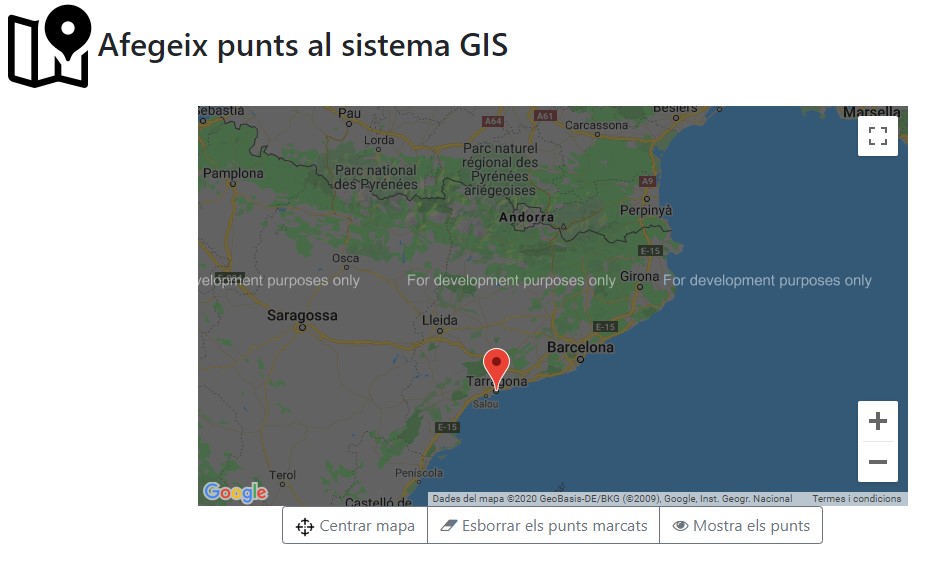 Afegeix punts al sistema GIS
Pau
A64
A61
Besiers
Marsella
Carcassona
Lorda
Parc naturel
régional des
Pyrénées
ariégeoises
Pamplona
Parc national
des Pyrénées
A9
Andorra
Perpinyà
E-15
Osca
Girona
velopment purposes only
For development purposes only
For development purposes only
Saragossa
Lleida
E-15
Barcelona
Tarragona
Salou
E-15
Terol
Peníscola
Castelló de
Google
Dades del mapa ©2020 GeoBasis-DE/BKG (©2009), Google, Inst. Geogr. Nacional
Termes i condicions
Centrar mapa
Esborrar els punts marcats
Mostra els punts